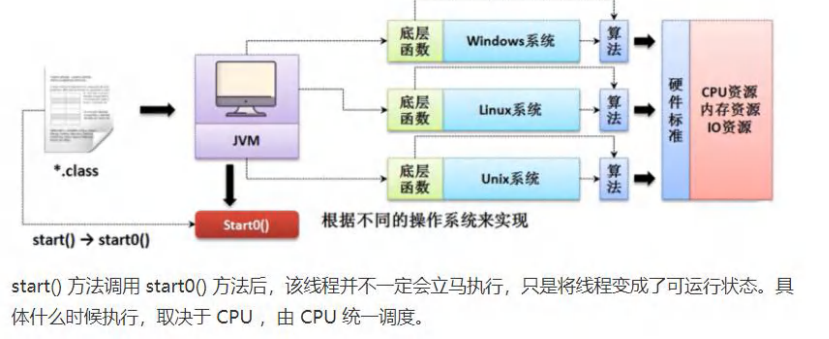 底层函数
Windows系统
算法
底层函数
Linux系统
算法
硬件标准
CPU资源
内存资源
IO资源
JVM
*.class
底层函数
Unix系统
算法
Start0()
根据不同的操作系统来实现
start() → start0()
start() 方法调用 start0() 方法后，该线程并不一定会立马执行，只是将线程变成了可运行状态。具
体什么时候执行，取决于 CPU ，由 CPU 统一调度。